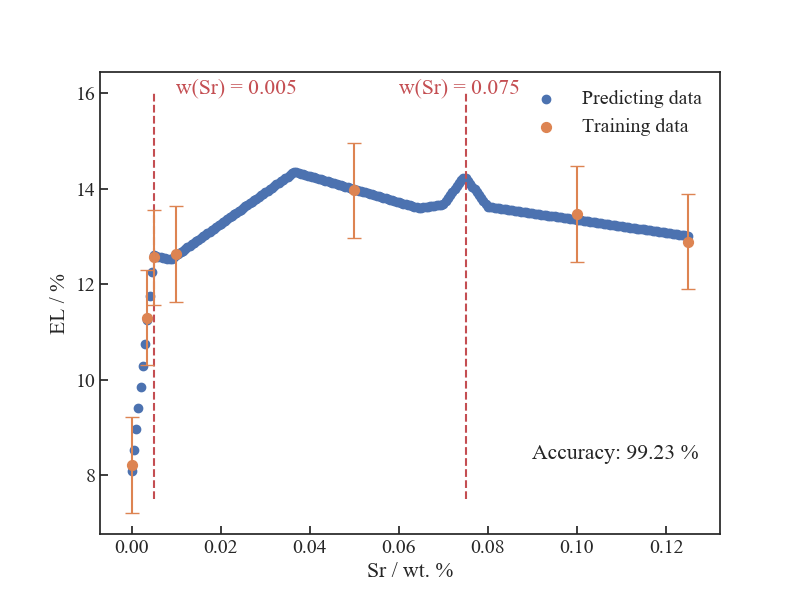 w(Sr) = 0.005
w(Sr) = 0.075
Predicting data
Training data
16
14
12
10
8
EL / %
Accuracy: 99.23 %
0.00
0.02
0.04
0.06
0.08
0.10
0.12
Sr / wt. %